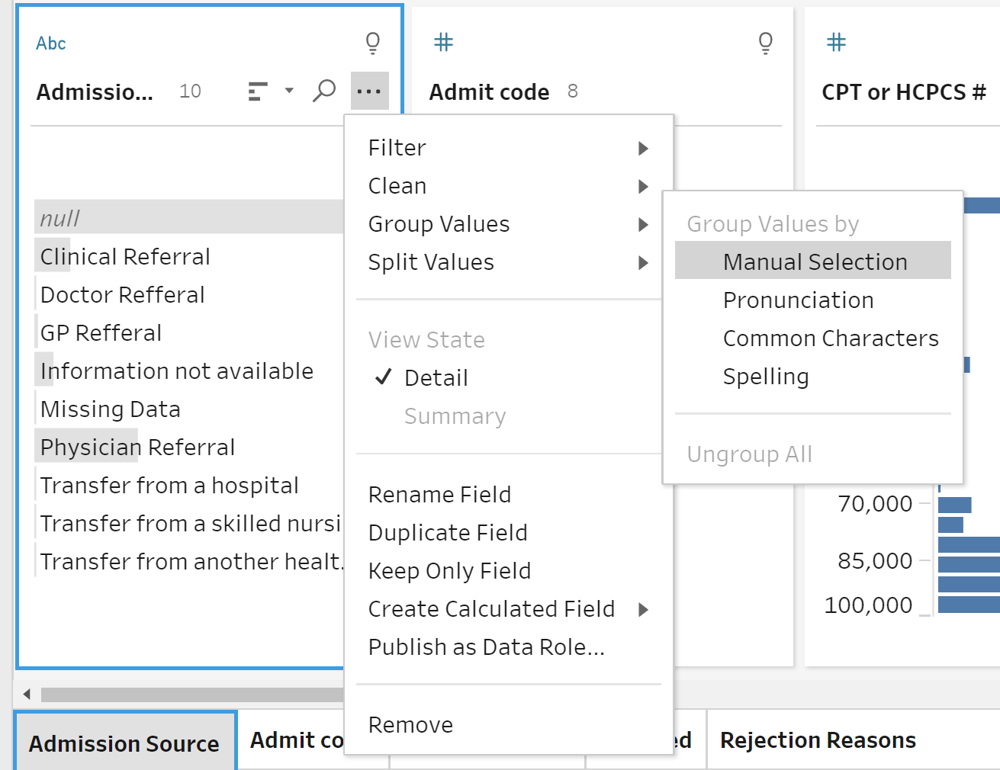 Abc
Admissio... 10
Admit code 8
CPT or HCPCS #
null
Clinical Referral
Doctor Refferal
GP Refferal
Information not available
Missing Data
Physician Referral
Transfer from a hospital
Transfer from a skilled nursi
Transfer from another healt.
Filter
Clean
Group Values
Split Values
View State
Detail
Summary
Rename Field
Duplicate Field
Keep Only Field
Create Calculated Field
Publish as Data Role...
Remove
Group Values by
Manual Selection
Pronunciation
Common Characters
Spelling
Ungroup All
70,000
85,000
100,000
Admission Source
Admit co
ed
Rejection Reasons